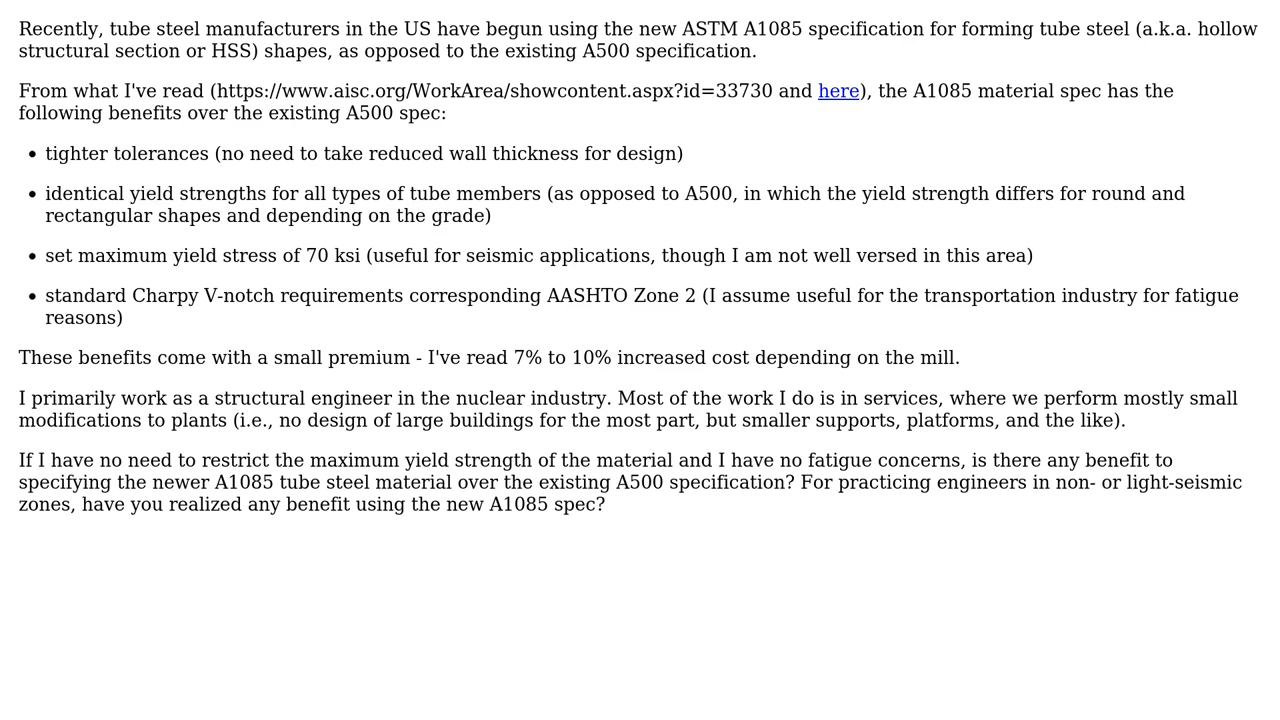 Recently, tube steel manufacturers in the US have begun using the new ASTM A1085 specification for forming tube steel (a.k.a. hollow
structural section or HSS) shapes, as opposed to the existing A500 specification.
From what I've read (https://www.aisc.org/WorkArea/showcontent.aspx?id=33730 and here), the A1085 material spec has the
following benefits over the existing A500 spec:
• tighter tolerances (no need to take reduced wall thickness for design)
• identical yield strengths for all types of tube members (as opposed to A500, in which the yield strength differs for round and
rectangular shapes and depending on the grade)
• set maximum yield stress of 70 ksi (useful for seismic applications, though I am not well versed in this area)
• standard Charpy V-notch requirements corresponding AASHTO Zone 2 (I assume useful for the transportation industry for fatigue
reasons)
These benefits come with a small premium - I've read 7% to 10% increased cost depending on the mill.
I primarily work as a structural engineer in the nuclear industry. Most of the work I do is in services, where we perform mostly small
modifications to plants (i.e., no design of large buildings for the most part, but smaller supports, platforms, and the like).
If I have no need to restrict the maximum yield strength of the material and I have no fatigue concerns, is there any benefit to
specifying the newer A1085 tube steel material over the existing A500 specification? For practicing engineers in non- or light-seismic
zones, have you realized any benefit using the new A1085 spec?